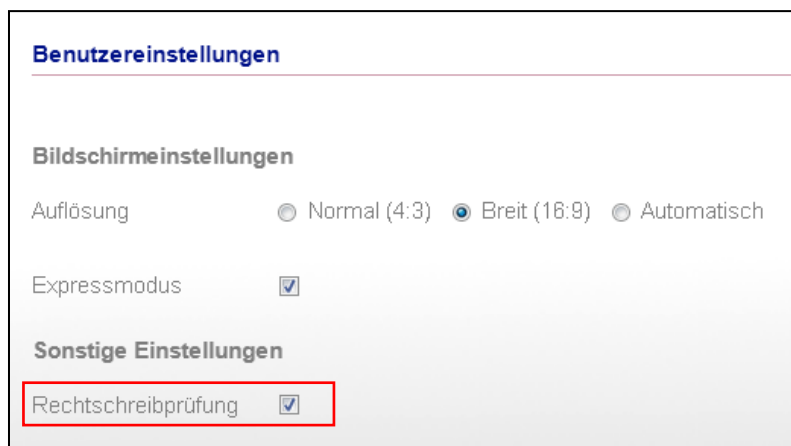 Benutzereinstellungen
Bildschirmeinstellungen
Auflösung Normal (4:3) Breit (16:9) Automatisch
Expressmodus
Sonstige Einstellungen
Rechtschreibprüfung